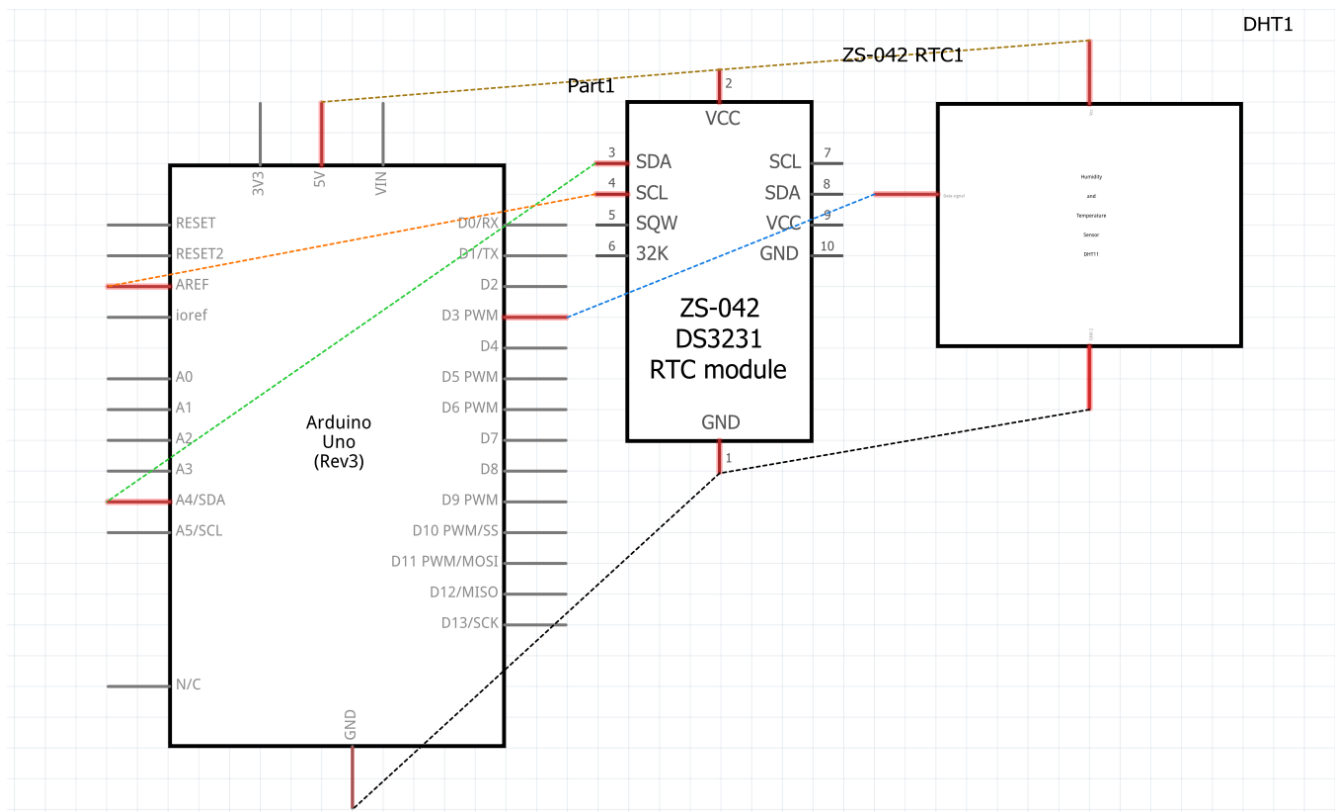 DHT1
ZS-042 RTC1
Part1
2
VCC
3V3
5V
VIN
3
SDA
SCL
7
4
SCL
SDA
8
5
SQW
VCC
9
6
32K
GND
10
ZS-042
DS3231
RTC module
GND
1
RESET
RESET2
AREF
ioref
A0
A1
A2
A3
A4/SDA
A5/SCL
N/C
D0/RX
D1/TX
D2
D3 PWM
D4
D5 PWM
D6 PWM
D7
D8
D9 PWM
D10 PWM/SS
D11 PWM/MOSI
D12/MISO
D13/SCK
Arduino
Uno
(Rev3)
GND
Data signal
Humidity
and
Temperature
Sensor
DHT11